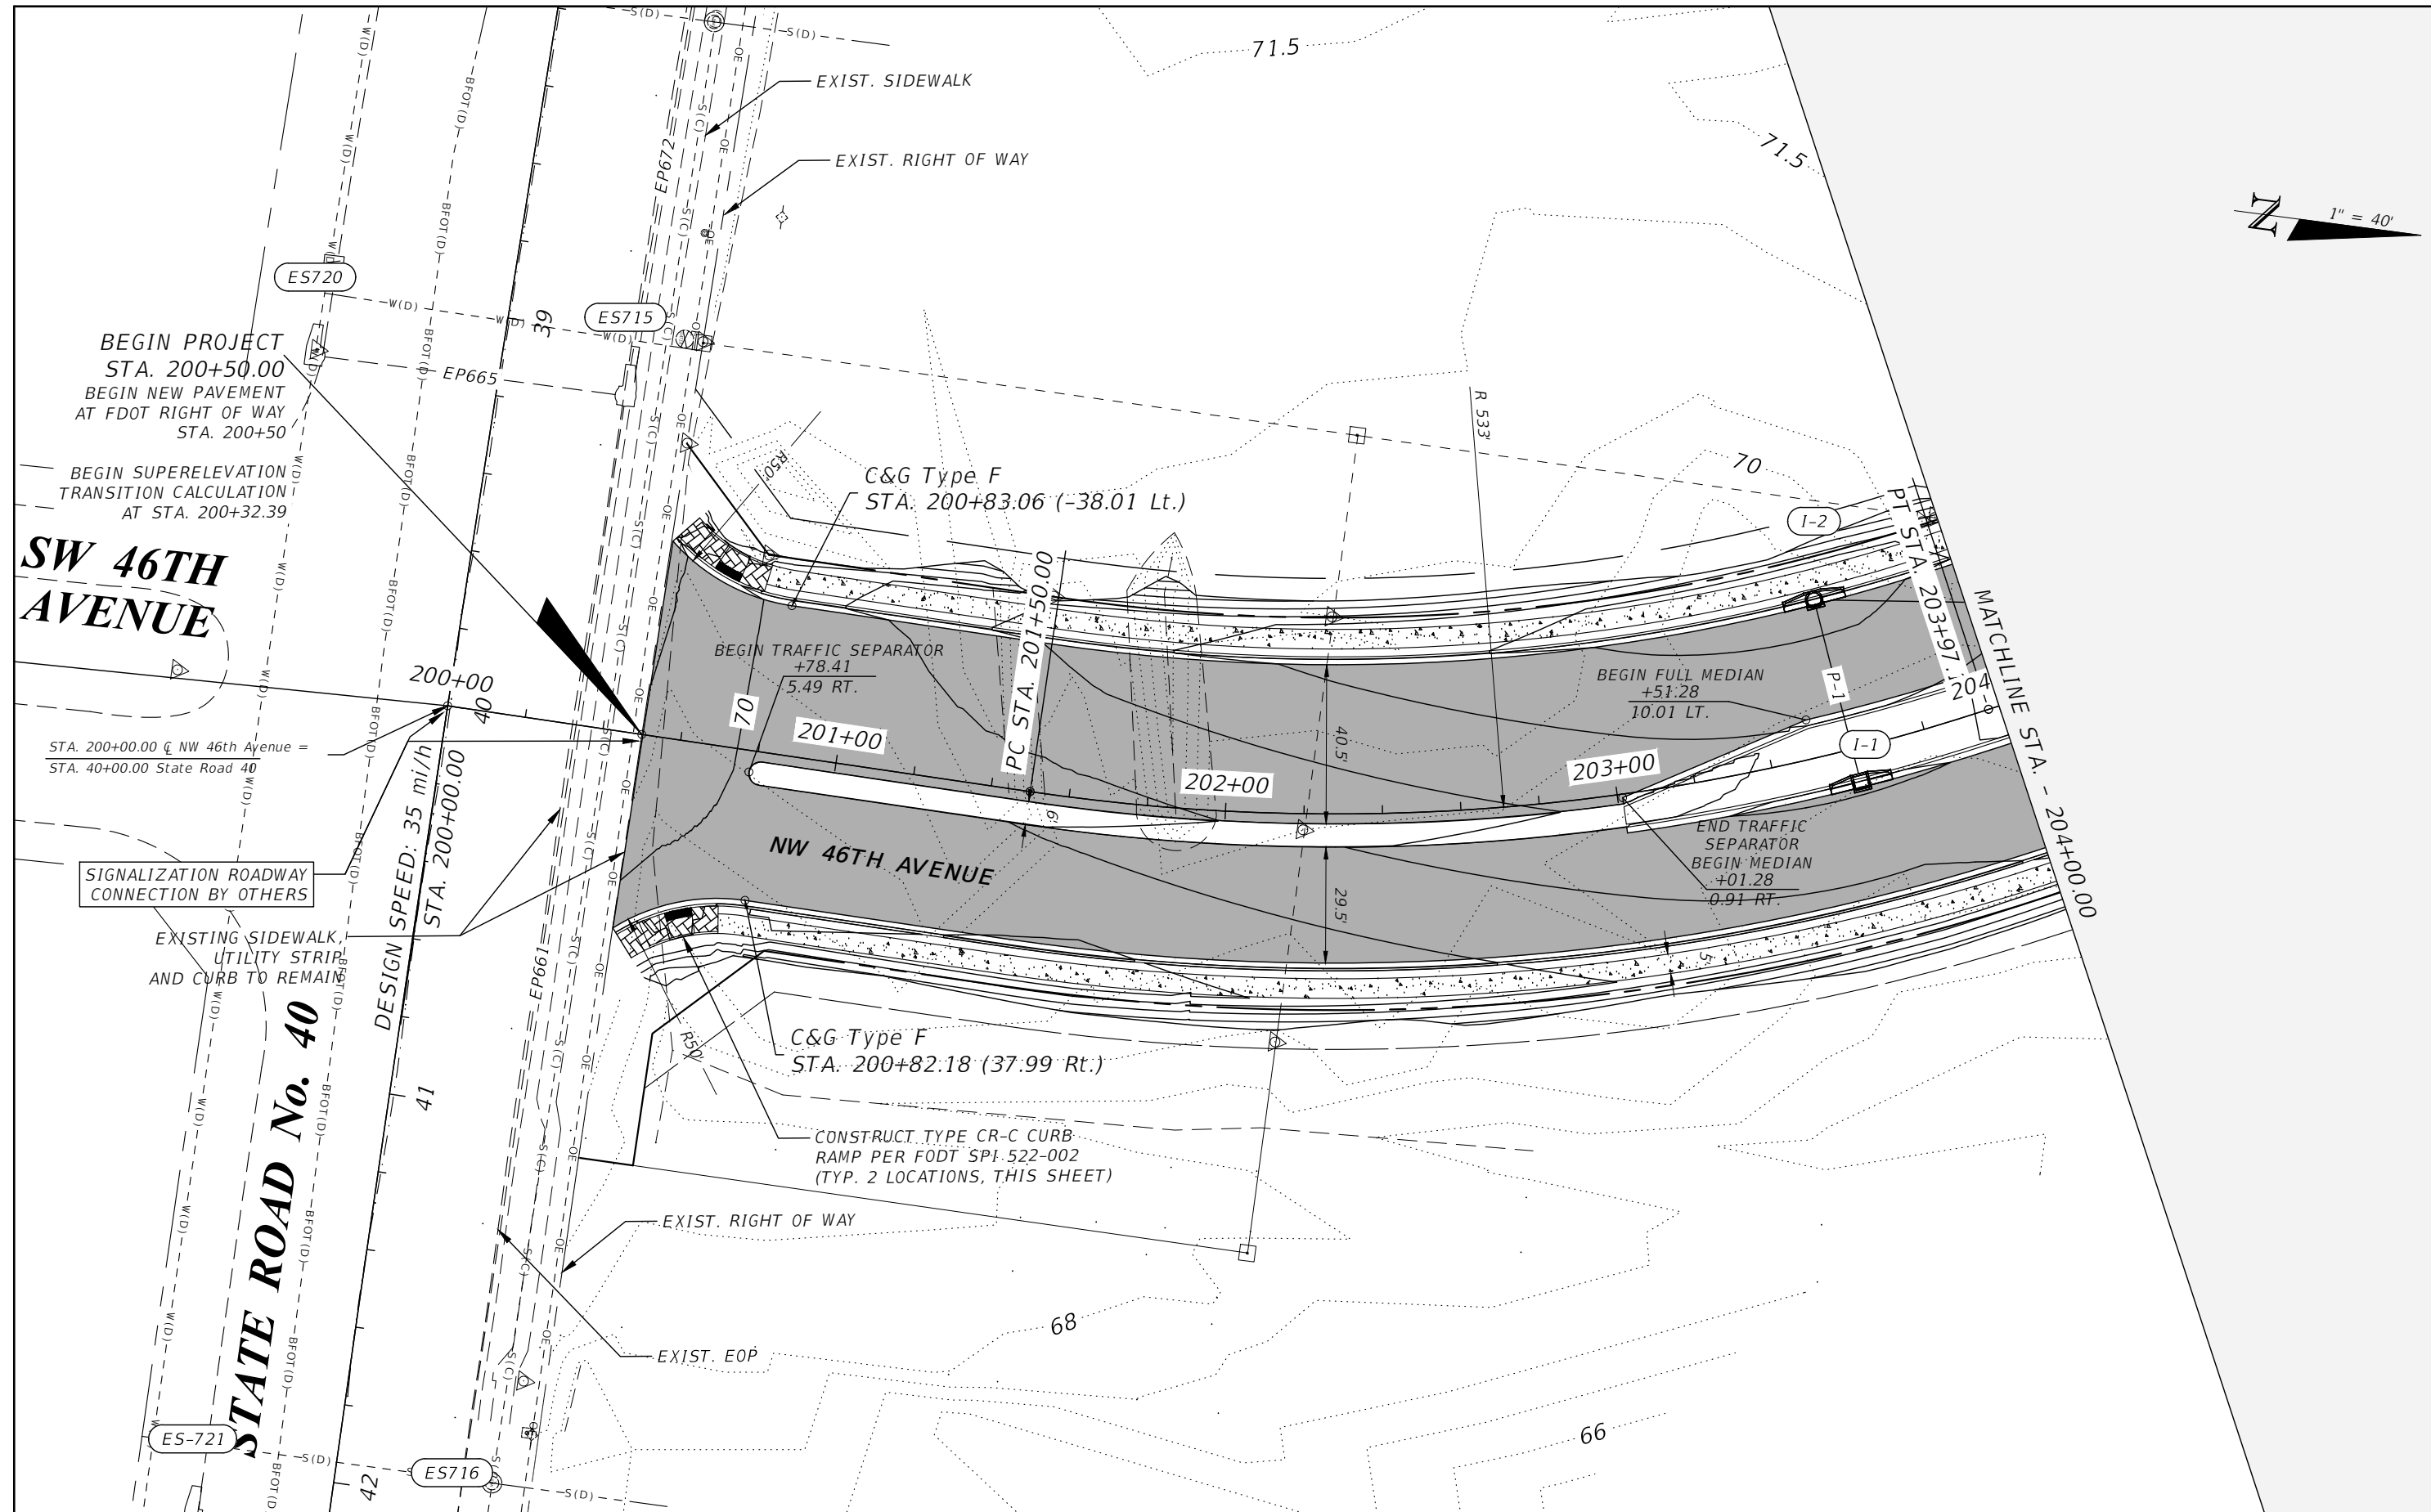 71.5
EXIST. SIDEWALK
EXIST. RIGHT OF WAY
71.5
N
1" = 40'
EP672
ES720
ES715
39
EP665
BEGIN PROJECT
STA. 200+50.00
BEGIN NEW PAVEMENT
AT FDOT RIGHT OF WAY
STA. 200+50
BEGIN SUPERELEVATION
TRANSITION CALCULATION
AT STA. 200+32.39
SW 46TH
AVENUE
R50'
C&G Type F
STA. 200+83.06 (-38.01 Lt.)
R 533'
70
I-2
PT STA. 203+97.
MATCHLINE STA. - 204+00.00
200+00
40
STA. 200+00.00 ℄ NW 46th Avenue =
STA. 40+00.00 State Road 40
BEGIN TRAFFIC SEPARATOR
+78.41
5.49 RT.
70
201+00
PC STA. 201+50.00
202+00
40.5'
203+00
BEGIN FULL MEDIAN
+51.28
10.01 LT.
P-1
I-1
204
6'
NW 46TH AVENUE
29.5'
END TRAFFIC
SEPARATOR
BEGIN MEDIAN
+01.28
0.91 RT.
5'
DESIGN SPEED: 35 mi/h
STA. 200+00.00
SIGNALIZATION ROADWAY
CONNECTION BY OTHERS
EXISTING SIDEWALK,
UTILITY STRIP
AND CURB TO REMAIN
EP661
R50'
C&G Type F
STA. 200+82.18 (37.99 Rt.)
41
STATE ROAD No. 40
CONSTRUCT TYPE CR-C CURB
RAMP PER FODT SPI 522-002
(TYP. 2 LOCATIONS, THIS SHEET)
EXIST. RIGHT OF WAY
EXIST. EOP
68
66
ES-721
ES716
42
S(D)
S(D)
W(D)
BFOT(D)
S(C)
OE
W(D)
W(D)
W(D)
S(D)
S(D)